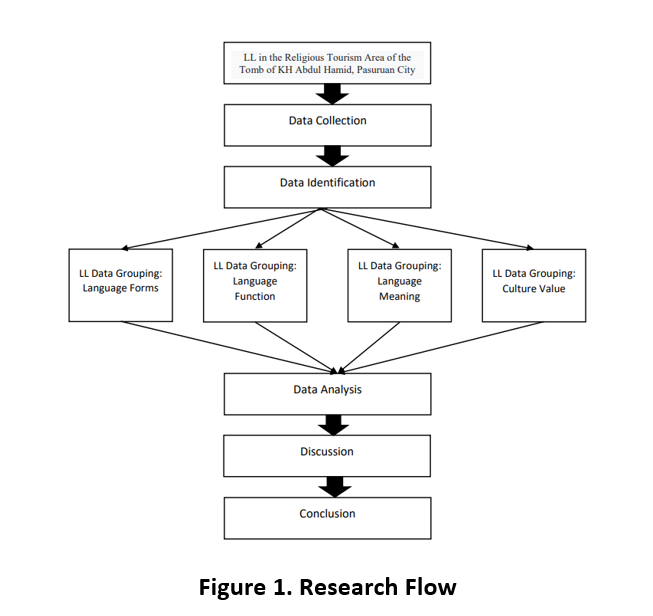 LL in the Religious Tourism Area of the
Tomb of KH Abdul Hamid, Pasuruan City
Data Collection
Data Identification
LL Data Grouping:
Language Forms
LL Data Grouping:
Language
Function
LL Data Grouping:
Language
Meaning
LL Data Grouping:
Culture Value
Data Analysis
Discussion
Conclusion
Figure 1. Research Flow